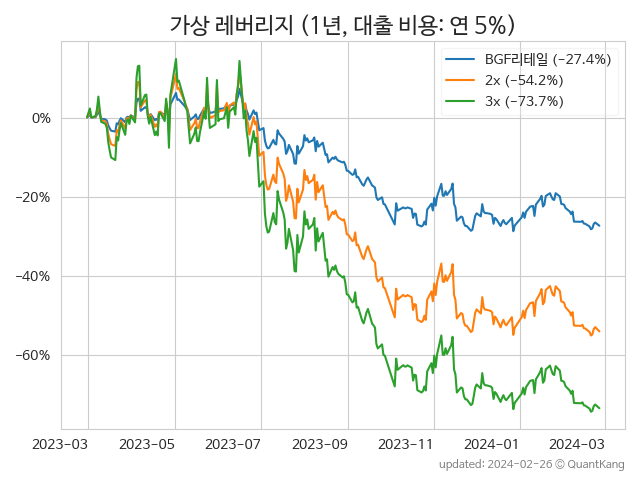 가상 레버리지 (1년, 대출 비용: 연 5%)
BGF리테일 (−27.4%)
2x (−54.2%)
3x (−73.7%)
0%
−20%
−40%
−60%
2023-03 2023-05 2023-07 2023-09 2023-11 2024-01 2024-03
updated: 2024-02-26 © QuantKang